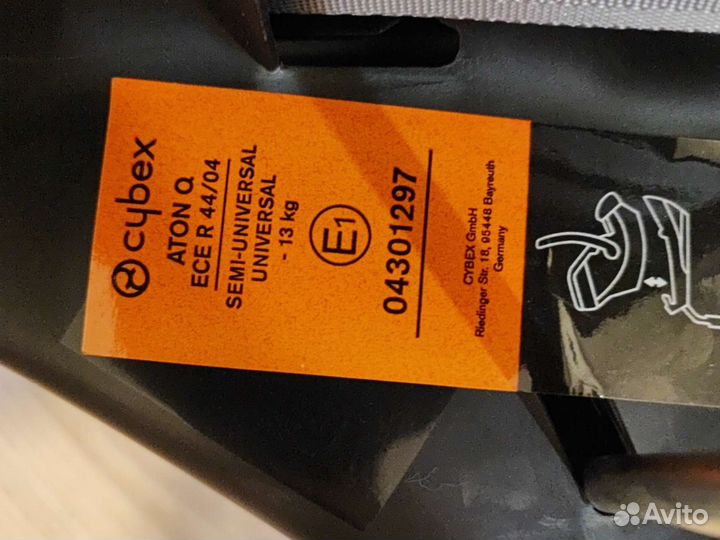 cybex
ATON Q
ECE R 44/04
SEMI-UNIVERSAL
UNIVERSAL
- 13 kg
E1
04301297
CYBEX GmbH
Riedinger Str. 18, 95448 Bayreuth
Germany
Avito